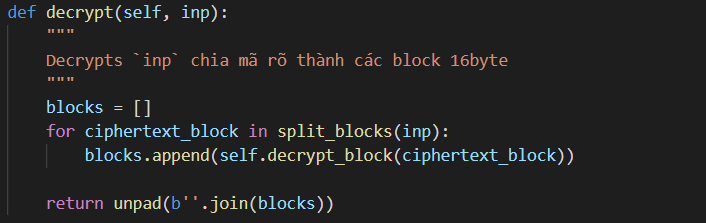 def decrypt(self, inp):
    """
    Decrypts `inp` chia mã rõ thành các block 16byte
    """
    blocks = []
    for ciphertext_block in split_blocks(inp):
        blocks.append(self.decrypt_block(ciphertext_block))
    return unpad(b''.join(blocks))